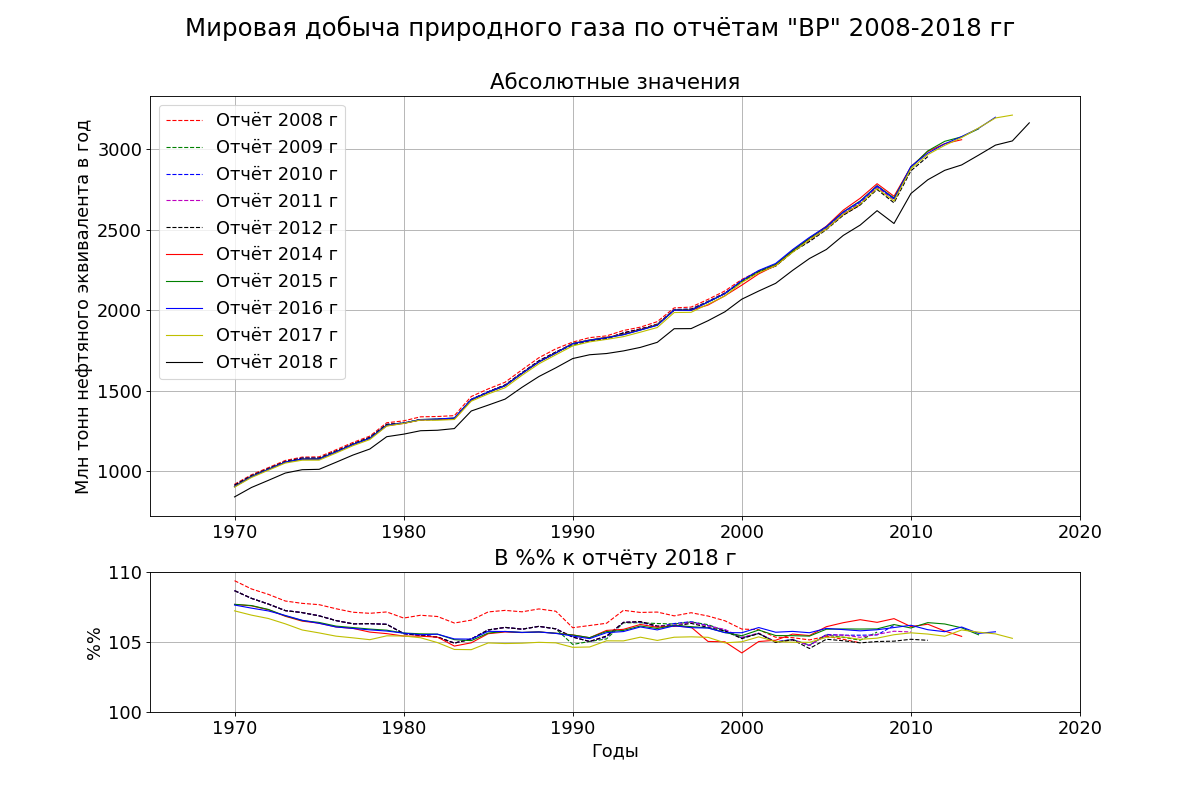 Мировая добыча природного газа по отчётам "BP" 2008-2018 гг
Абсолютные значения
Млн тонн нефтяного эквивалента в год
3000
2500
2000
1500
1000
Отчёт 2008 г
Отчёт 2009 г
Отчёт 2010 г
Отчёт 2011 г
Отчёт 2012 г
Отчёт 2014 г
Отчёт 2015 г
Отчёт 2016 г
Отчёт 2017 г
Отчёт 2018 г
1970 1980 1990 2000 2010 2020
В %% к отчёту 2018 г
%%
110
105
100
1970 1980 1990 2000 2010 2020
Годы